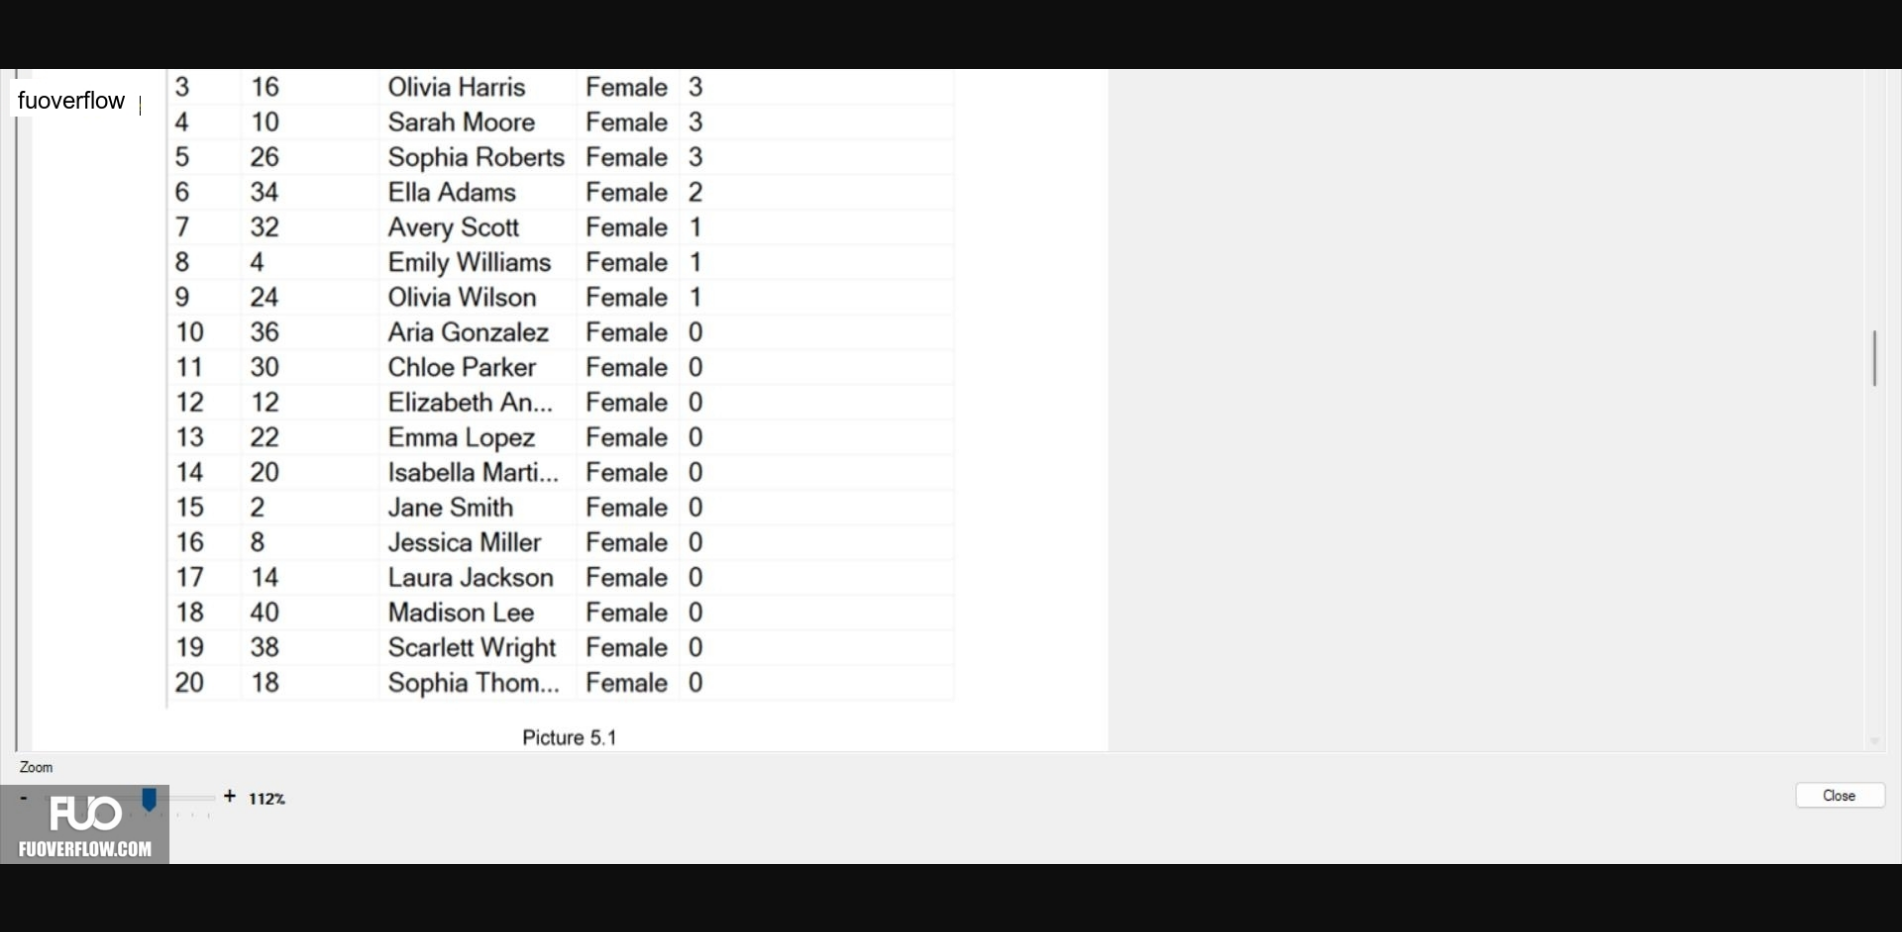 fuoverflow
3 16 Olivia Harris Female 3
4 10 Sarah Moore Female 3
5 26 Sophia Roberts Female 3
6 34 Ella Adams Female 2
7 32 Avery Scott Female 1
8 4 Emily Williams Female 1
9 24 Olivia Wilson Female 1
10 36 Aria Gonzalez Female 0
11 30 Chloe Parker Female 0
12 12 Elizabeth An... Female 0
13 22 Emma Lopez Female 0
14 20 Isabella Marti... Female 0
15 2 Jane Smith Female 0
16 8 Jessica Miller Female 0
17 14 Laura Jackson Female 0
18 40 Madison Lee Female 0
19 38 Scarlett Wright Female 0
20 18 Sophia Thom... Female 0
Picture 5.1
Zoom
- + 112%
Close
FUO
FUOVERFLOW.COM